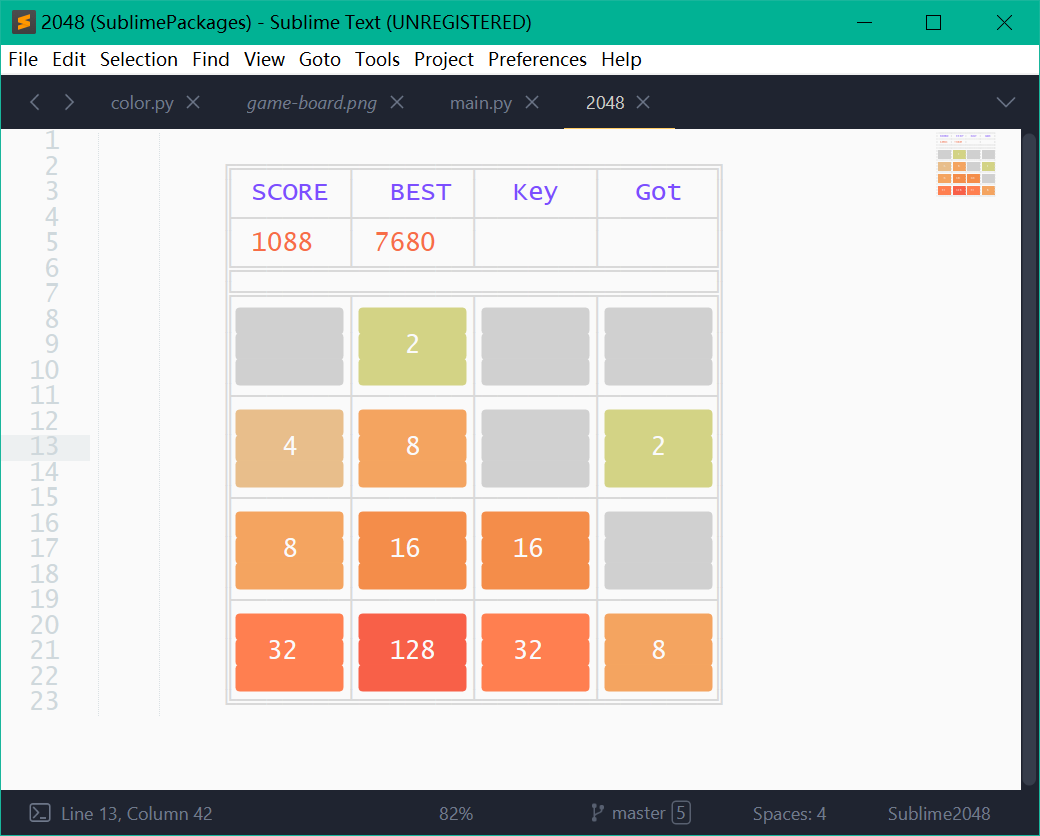 2048 (SublimePackages) - Sublime Text (UNREGISTERED)
File Edit Selection Find View Goto Tools Project Preferences Help
color.py game-board.png main.py 2048
1
2
3 SCORE BEST Key Got
4
5 1088 7680
6
7
8
9 2
10
11
12
13 4 8 2
14
15
16
17 8 16 16
18
19
20
21 32 128 32 8
22
23
Line 13, Column 42 82% master 5 Spaces: 4 Sublime2048